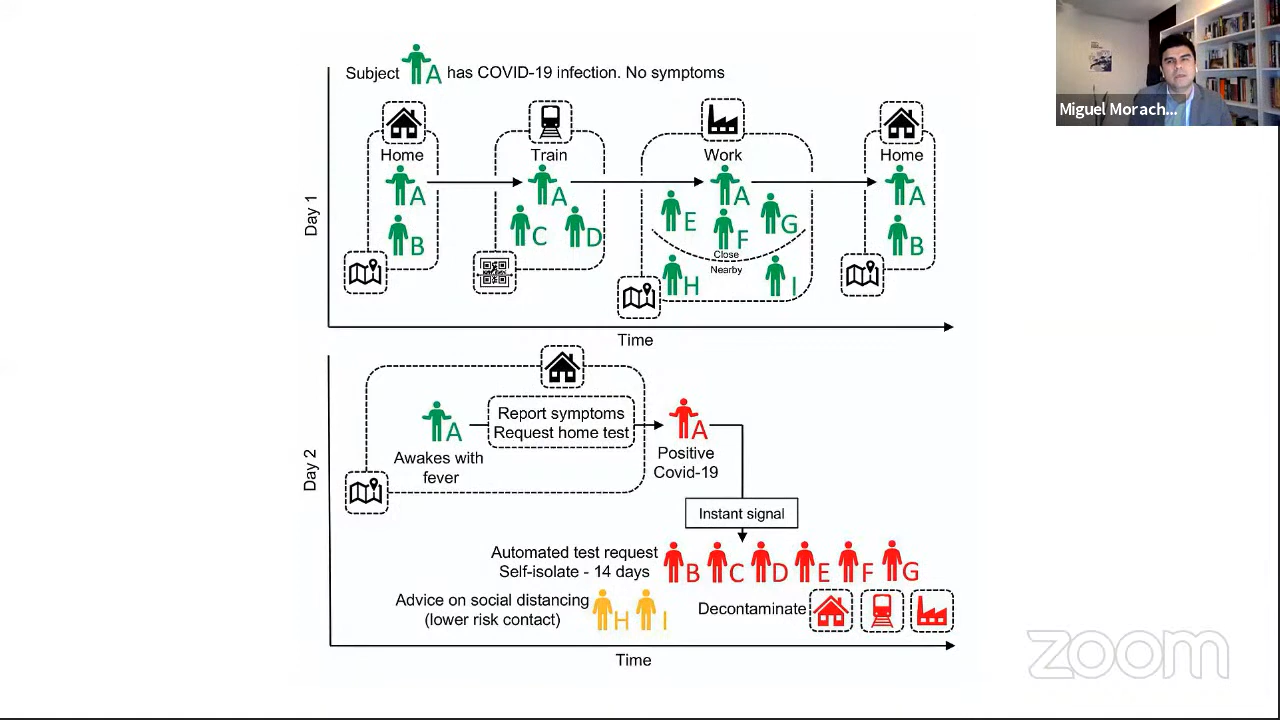 Miguel Morach...
Subject A has COVID-19 infection. No symptoms
Home
Train
Work
Home
A
A
A
A
B
C
D
E
F
G
B
Close
Nearby
H
I
Day 1
Time
Report symptoms
Request home test
A
A
Awakes with
fever
Positive
Covid-19
Day 2
Instant signal
Automated test request
Self-isolate - 14 days
B C D E F G
Advice on social distancing
(lower risk contact)
H I
Decontaminate
Time
zoom